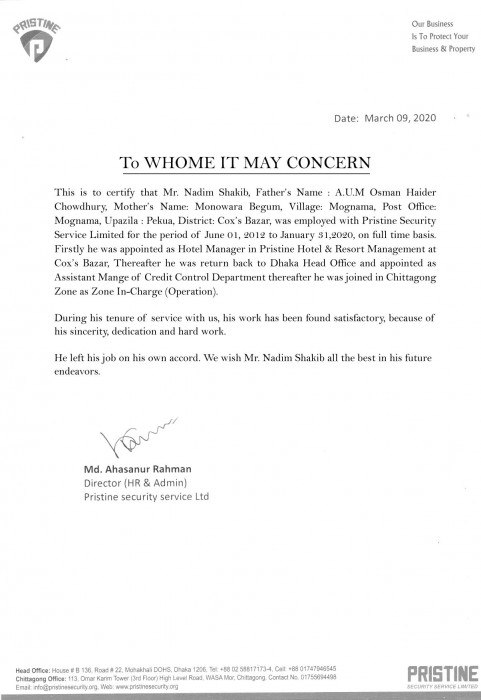 PRISTINE
Our Business
Is To Protect Your
Business & Property
Date: March 09, 2020
To WHOME IT MAY CONCERN
This is to certify that Mr. Nadim Shakib, Father's Name : A.U.M Osman Haider
Chowdhury, Mother's Name: Monowara Begum, Village: Mognama, Post Office:
Mognama, Upazila : Pekua, District: Cox's Bazar, was employed with Pristine Security
Service Limited for the period of June 01, 2012 to January 31,2020, on full time basis.
Firstly he was appointed as Hotel Manager in Pristine Hotel & Resort Management at
Cox's Bazar, Thereafter he was return back to Dhaka Head Office and appointed as
Assistant Mange of Credit Control Department thereafter he was joined in Chittagong
Zone as Zone In-Charge (Operation).
During his tenure of service with us, his work has been found satisfactory, because of
his sincerity, dedication and hard work.
He left his job on his own accord. We wish Mr. Nadim Shakib all the best in his future
endeavors.
Md. Ahasanur Rahman
Director (HR & Admin)
Pristine security service Ltd
Head Office: House # B 136, Road # 22, Mohakhali DOHS, Dhaka 1206, Tel: +88 02 58817173-4, Cell: +88 01747946545
Chittagong Office: 113, Omar Karim Tower (3rd Floor) High Level Road, WASA Mor, Chittagong, Contact No. 01755694498
Email: info@pristinesecurity.org, Web: www.pristinesecurity.org
PRISTINE
SECURITY SERVICE LIMITED